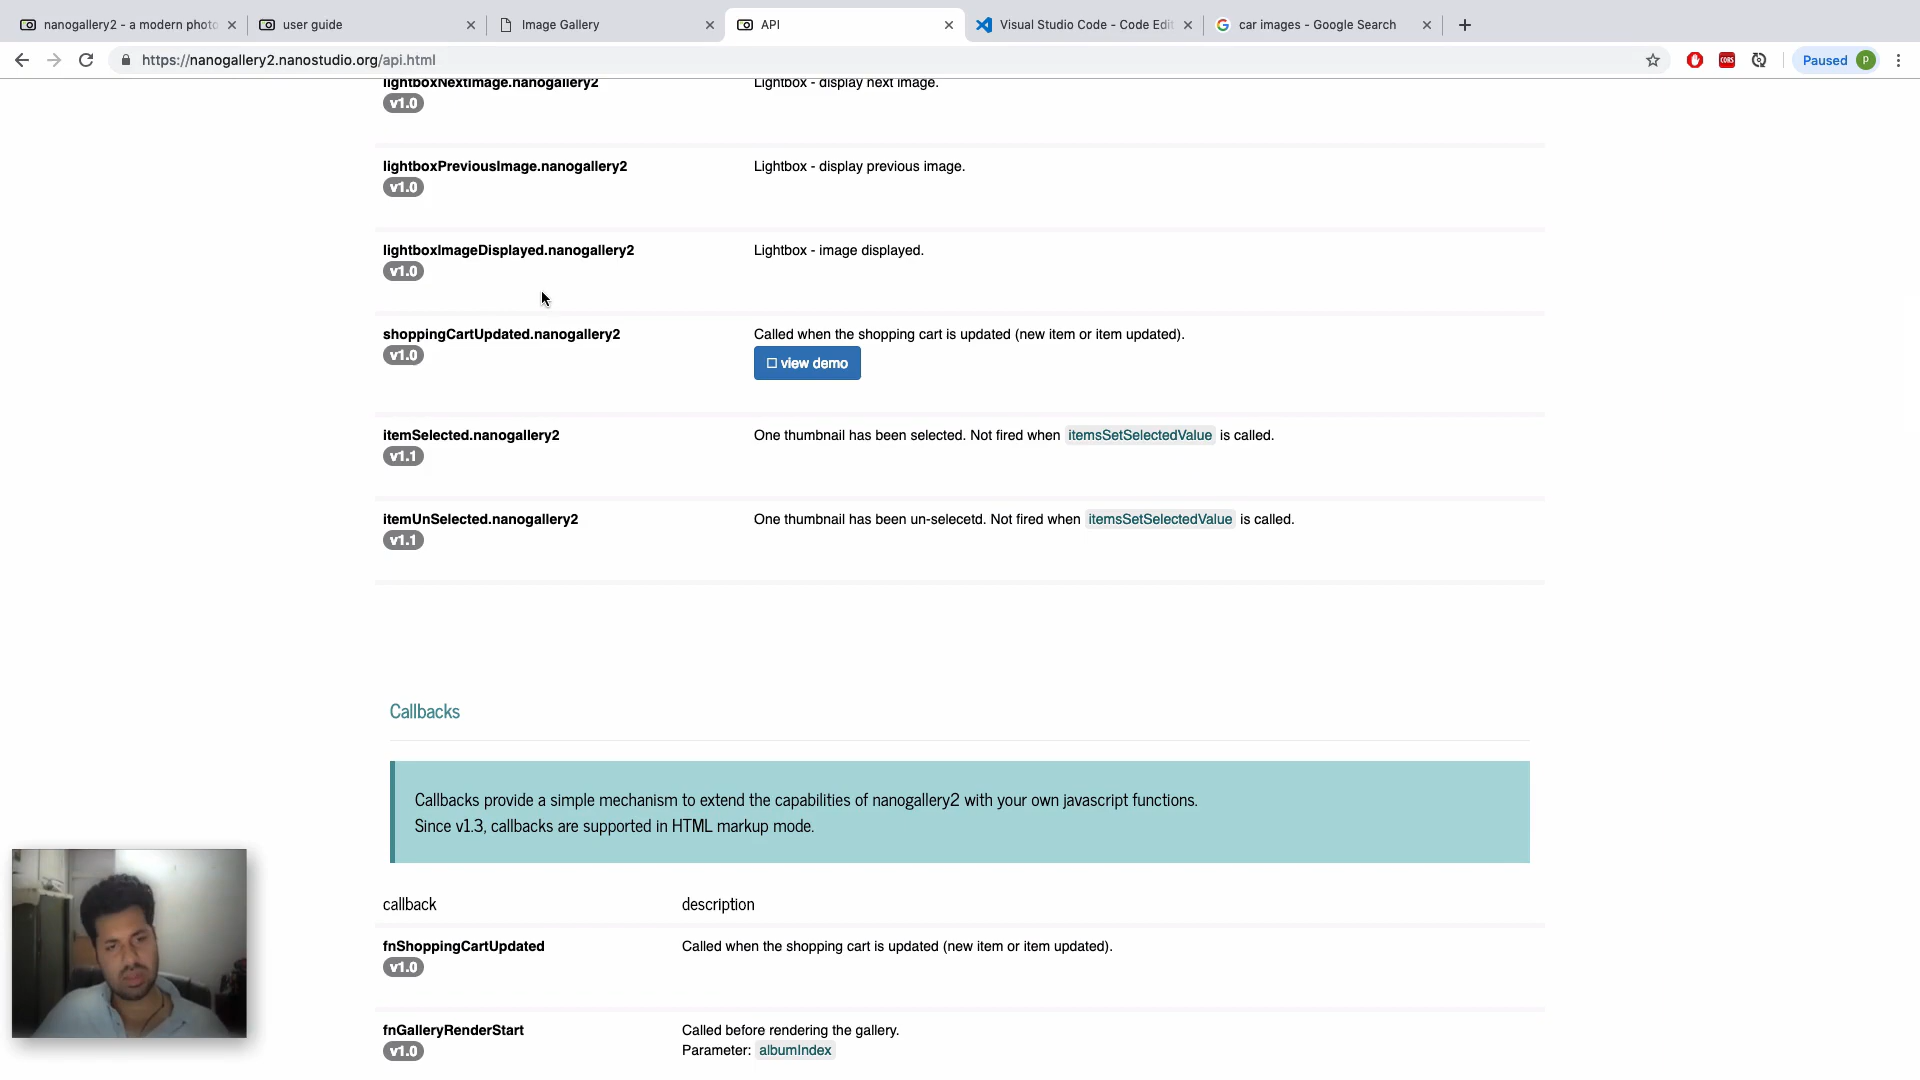 nanogallery2 - a modern photo
user guide
Image Gallery
API
Visual Studio Code - Code Edit
car images - Google Search
https://nanogallery2.nanostudio.org/api.html
Paused
P
lightboxNextImage.nanogallery2
Lightbox - display next image.
v1.0
lightboxPreviousImage.nanogallery2
Lightbox - display previous image.
v1.0
lightboxImageDisplayed.nanogallery2
Lightbox - image displayed.
v1.0
shoppingCartUpdated.nanogallery2
Called when the shopping cart is updated (new item or item updated).
v1.0
view demo
itemSelected.nanogallery2
One thumbnail has been selected. Not fired when itemsSetSelectedValue is called.
v1.1
itemUnSelected.nanogallery2
One thumbnail has been un-selecetd. Not fired when itemsSetSelectedValue is called.
v1.1
Callbacks
Callbacks provide a simple mechanism to extend the capabilities of nanogallery2 with your own javascript functions.
Since v1.3, callbacks are supported in HTML markup mode.
callback
description
fnShoppingCartUpdated
Called when the shopping cart is updated (new item or item updated).
v1.0
fnGalleryRenderStart
Called before rendering the gallery.
v1.0
Parameter: albumIndex